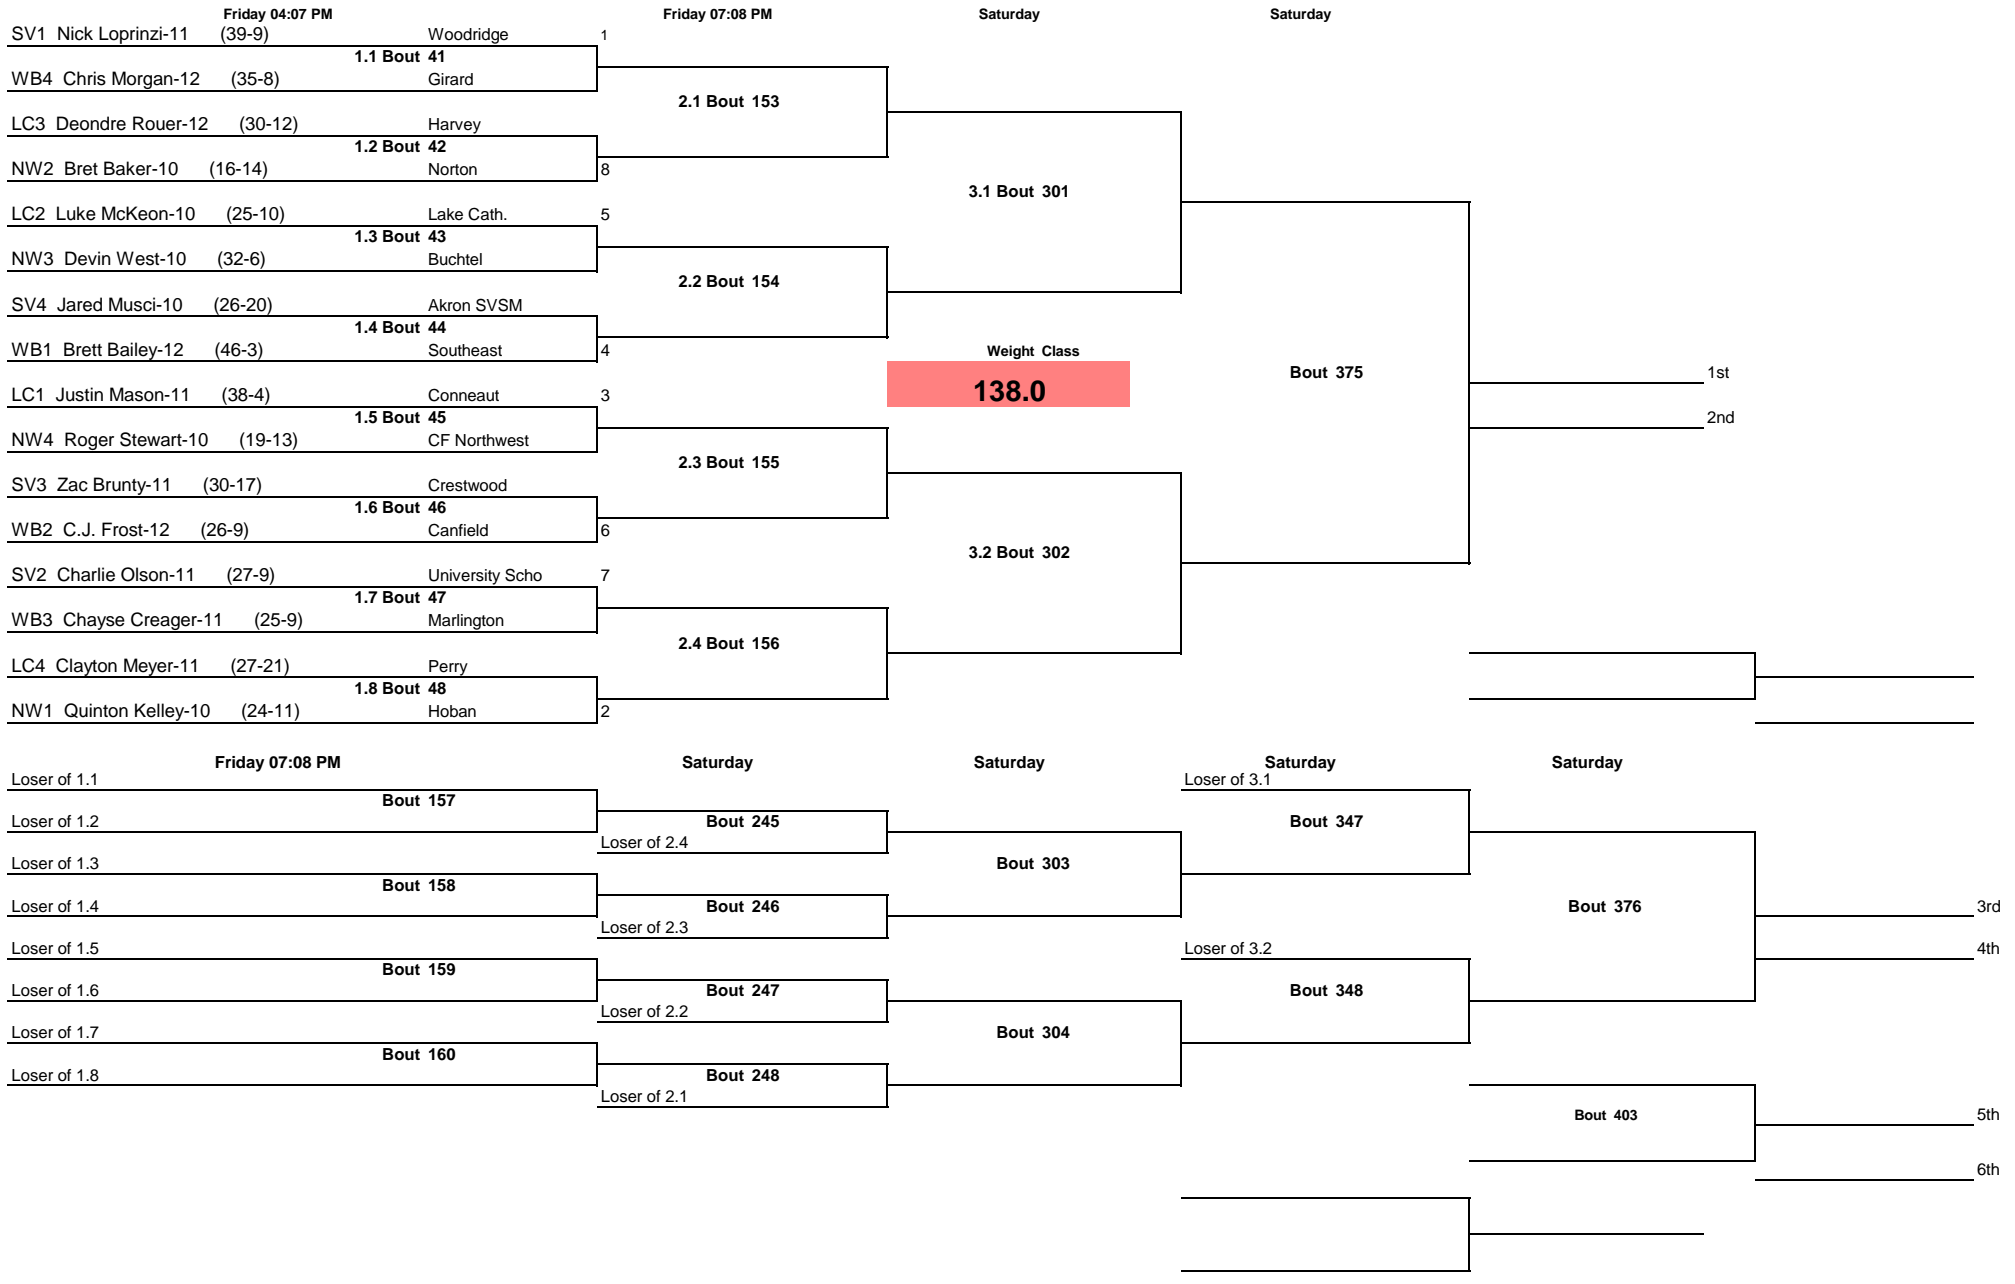 Friday 04:07 PM Friday 07:08 PM Saturday Saturday
SV1 Nick Loprinzi-11 (39-9) Woodridge 1
1.1 Bout 41
WB4 Chris Morgan-12 (35-8) Girard
2.1 Bout 153
LC3 Deondre Rouer-12 (30-12) Harvey
1.2 Bout 42
NW2 Bret Baker-10 (16-14) Norton 8
3.1 Bout 301
LC2 Luke McKeon-10 (25-10) Lake Cath. 5
1.3 Bout 43
NW3 Devin West-10 (32-6) Buchtel
2.2 Bout 154
SV4 Jared Musci-10 (26-20) Akron SVSM
1.4 Bout 44
WB1 Brett Bailey-12 (46-3) Southeast 4 Weight Class
Bout 375 1st
LC1 Justin Mason-11 (38-4) Conneaut 3 138.0
1.5 Bout 45 2nd
NW4 Roger Stewart-10 (19-13) CF Northwest
2.3 Bout 155
SV3 Zac Brunty-11 (30-17) Crestwood
1.6 Bout 46
WB2 C.J. Frost-12 (26-9) Canfield 6
3.2 Bout 302
SV2 Charlie Olson-11 (27-9) University Scho 7
1.7 Bout 47
WB3 Chayse Creager-11 (25-9) Marlington
2.4 Bout 156
LC4 Clayton Meyer-11 (27-21) Perry
1.8 Bout 48
NW1 Quinton Kelley-10 (24-11) Hoban 2
Friday 07:08 PM Saturday Saturday Saturday Saturday
Loser of 1.1 Loser of 3.1
Bout 157
Loser of 1.2 Bout 245 Bout 347
Loser of 2.4
Loser of 1.3 Bout 303
Bout 158
Loser of 1.4 Bout 246 Bout 376 3rd
Loser of 2.3
Loser of 1.5 Loser of 3.2 4th
Bout 159
Loser of 1.6 Bout 247 Bout 348
Loser of 2.2
Loser of 1.7 Bout 304
Bout 160
Loser of 1.8 Bout 248
Loser of 2.1
Bout 403 5th
6th